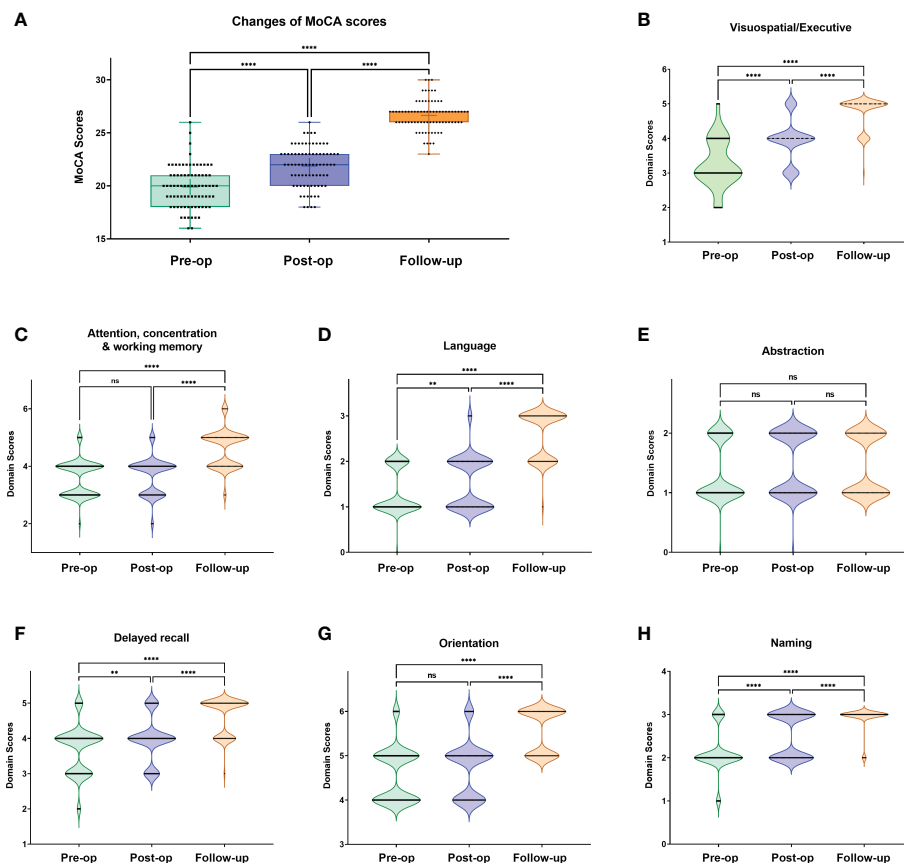 A
Changes of MoCA scores
****
****
****
MoCA Scores
30
25
20
15
Pre-op
Post-op
Follow-up
B
Visuospatial/Executive
****
****
****
Domain Scores
6
5
4
3
2
1
Pre-op
Post-op
Follow-up
C
Attention, concentration
& working memory
****
ns
****
Domain Scores
6
4
2
Pre-op
Post-op
Follow-up
D
Language
****
**
****
Domain Scores
3
2
1
0
Pre-op
Post-op
Follow-up
E
Abstraction
ns
ns
ns
Domain Scores
2
1
0
Pre-op
Post-op
Follow-up
F
Delayed recall
****
**
****
Domain Scores
5
4
3
2
1
Pre-op
Post-op
Follow-up
G
Orientation
****
ns
****
Domain Scores
6
5
4
3
Pre-op
Post-op
Follow-up
H
Naming
****
****
****
Domain Scores
4
3
2
1
0
Pre-op
Post-op
Follow-up